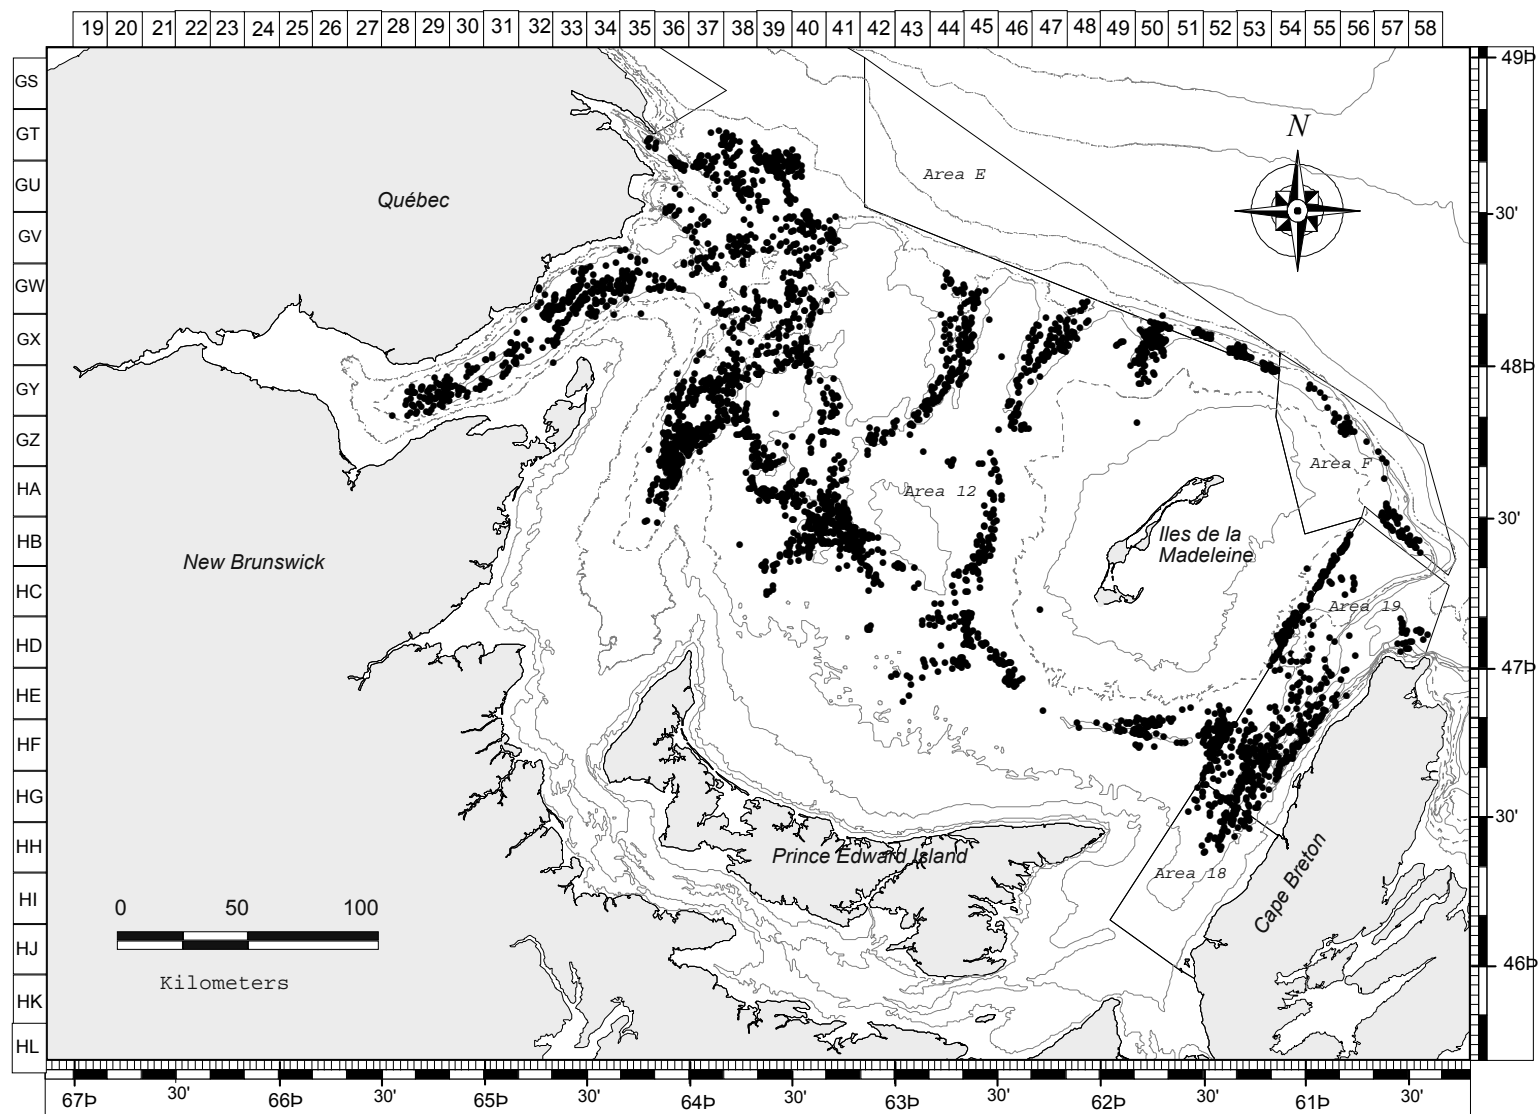 19 20 21 22 23 24 25 26 27 28 29 30 31 32 33 34 35 36 37 38 39 40 41 42 43 44 45 46 47 48 49 50 51 52 53 54 55 56 57 58
49Þ
GS
GT
N
Area E
GU
Québec
30'
GV
GW
GX
48Þ
GY
GZ
Area F
HA
Area 12
30'
HB
Iles de la
Madeleine
New Brunswick
HC
Area 19
HD
47Þ
HE
HF
HG
30'
HH
Prince Edward Island
Area 18
HI
Cape Breton
0 50 100
HJ
46Þ
Kilometers
HK
HL
67Þ 30' 66Þ 30' 65Þ 30' 64Þ 30' 63Þ 30' 62Þ 30' 61Þ 30'